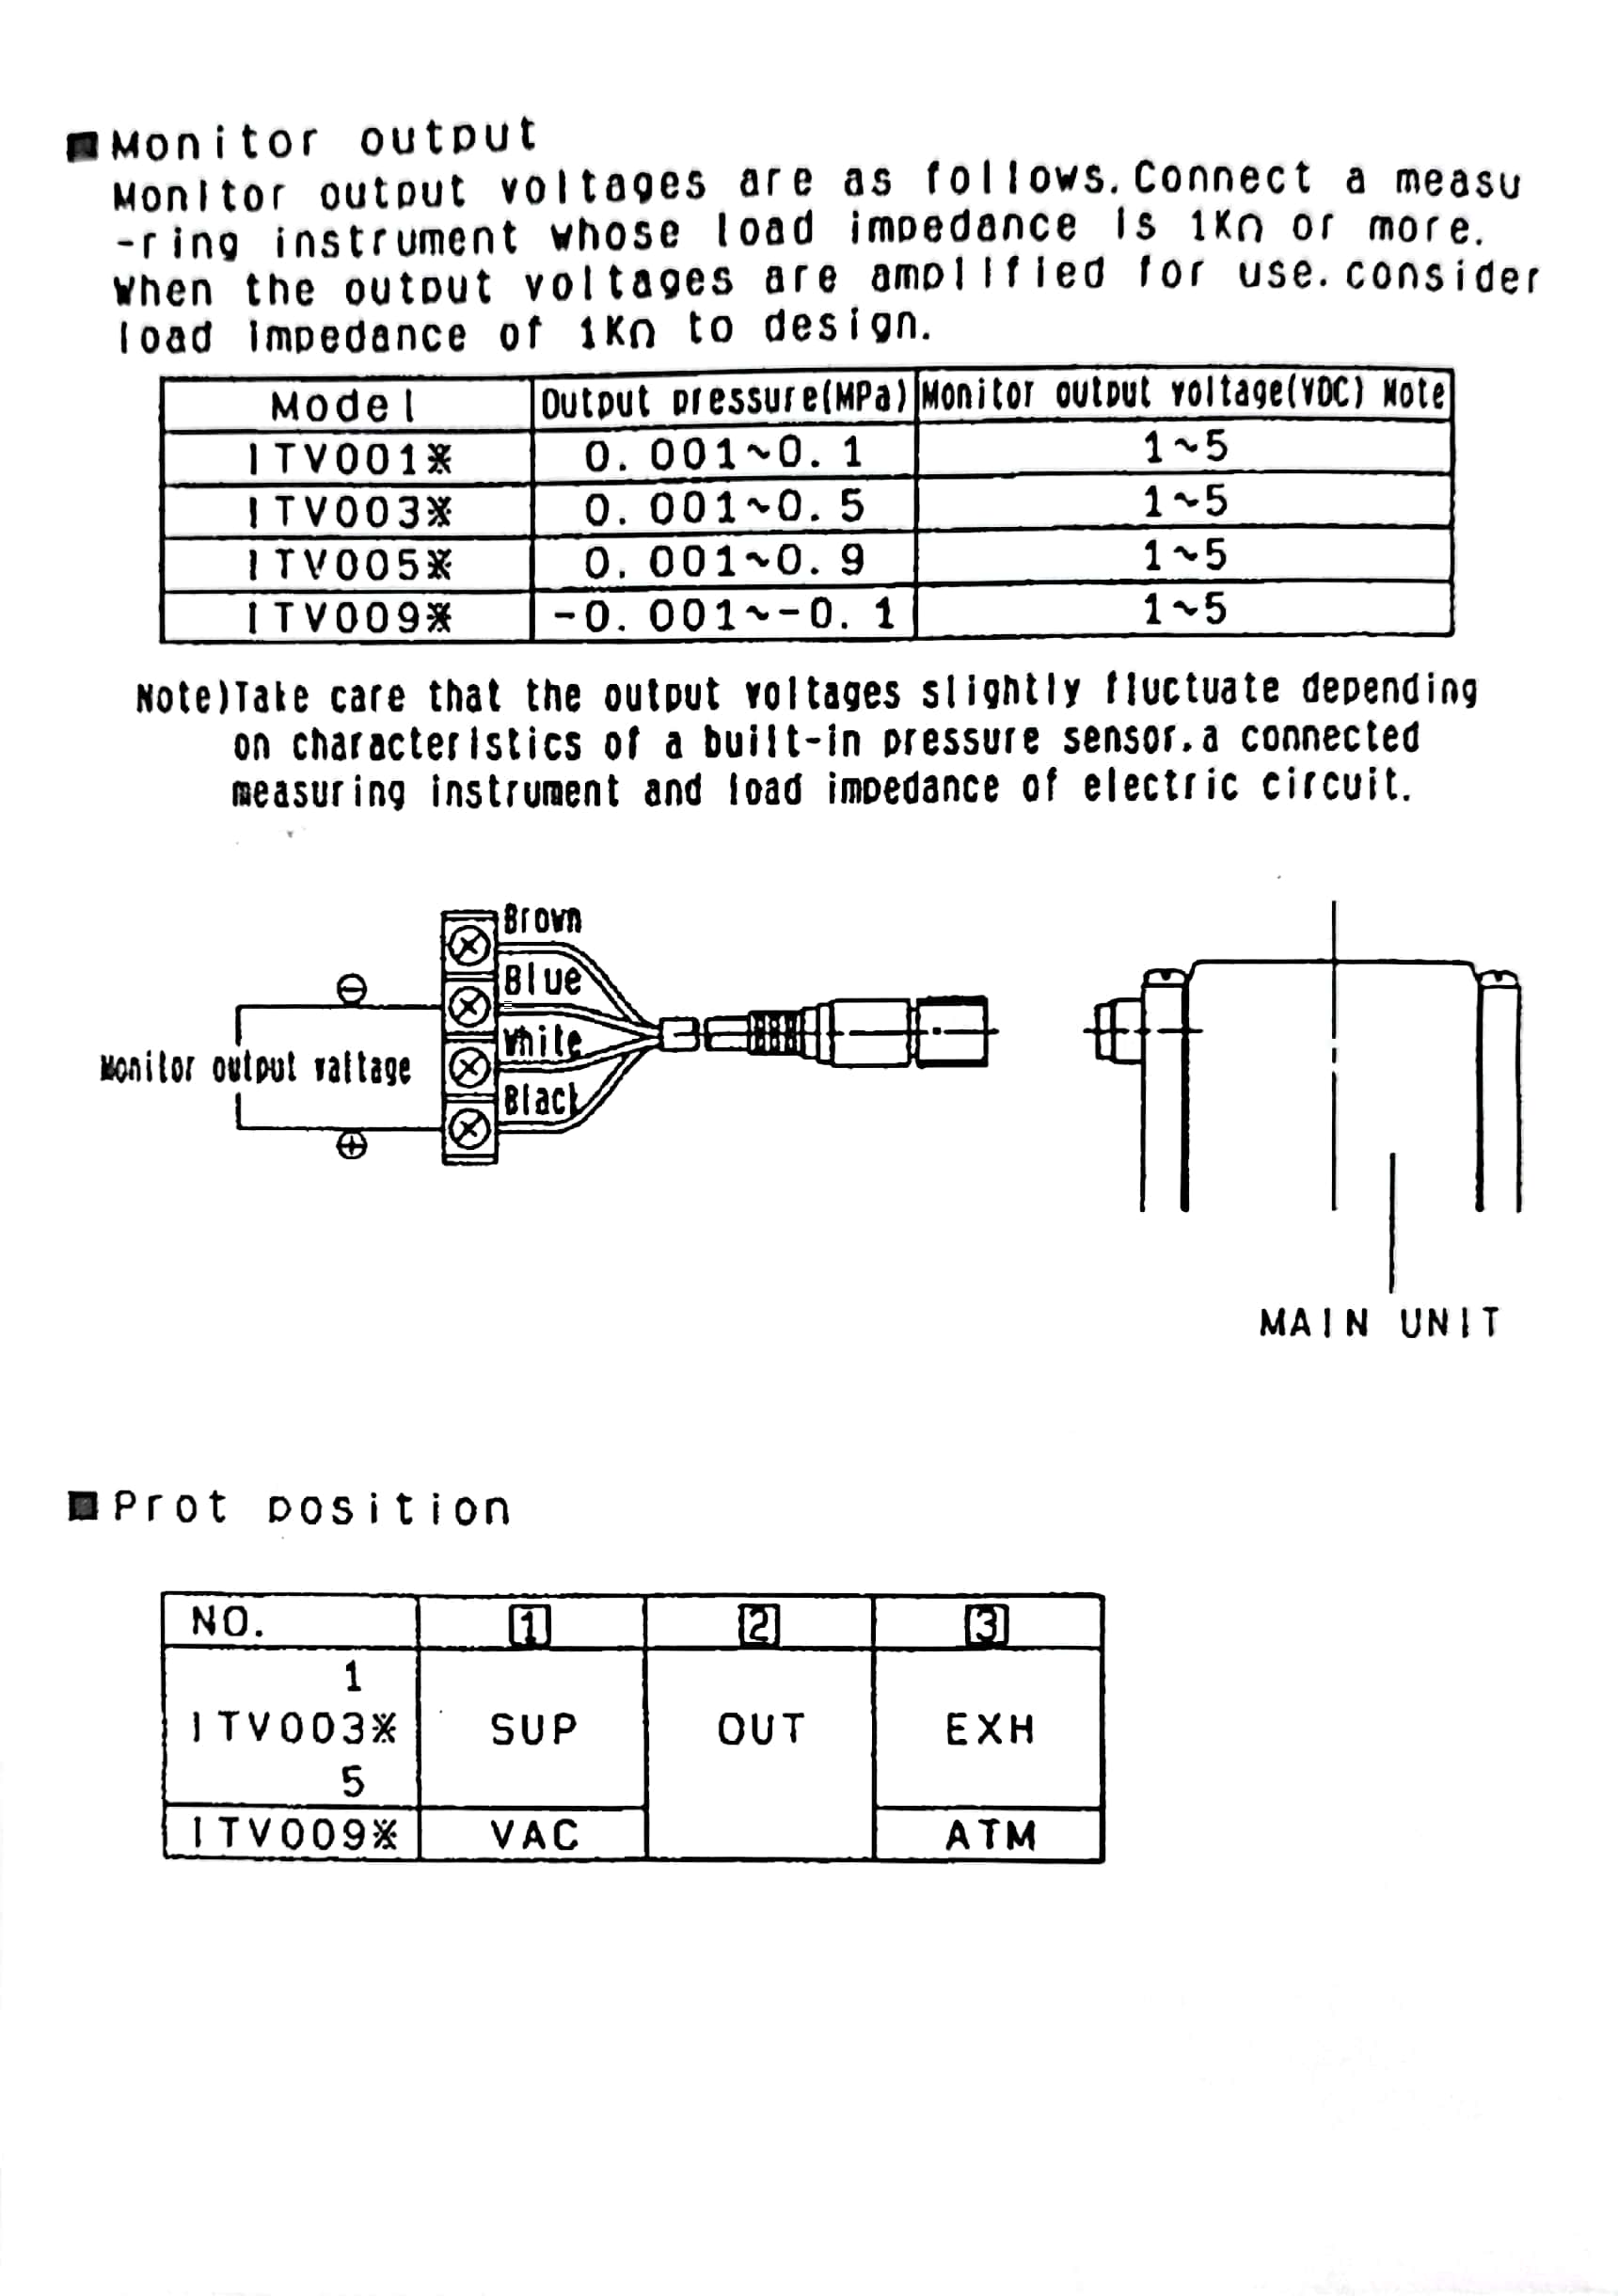 ■Monitor output
Monitor output voltages are as follows.Connect a measu
-ring instrument whose load impedance is 1KΩ or more.
When the output voltages are amplified for use.consider
load impedance of 1KΩ to design.
Model Output pressure(MPa) Monitor output voltage(VDC) Note
ITV001※ 0.001~0.1 1~5
ITV003※ 0.001~0.5 1~5
ITV005※ 0.001~0.9 1~5
ITV009※ -0.001~-0.1 1~5
Note)Take care that the output voltages slightly fluctuate depending
on characteristics of a built-in pressure sensor.a connected
measuring instrument and load impedance of electric circuit.
Brown
Blue
⊖
White
Monitor output valtage
Black
⊕
MAIN UNIT
■Prot position
NO. 1 2 3
1
ITV003※ SUP OUT EXH
5
ITV009※ VAC ATM